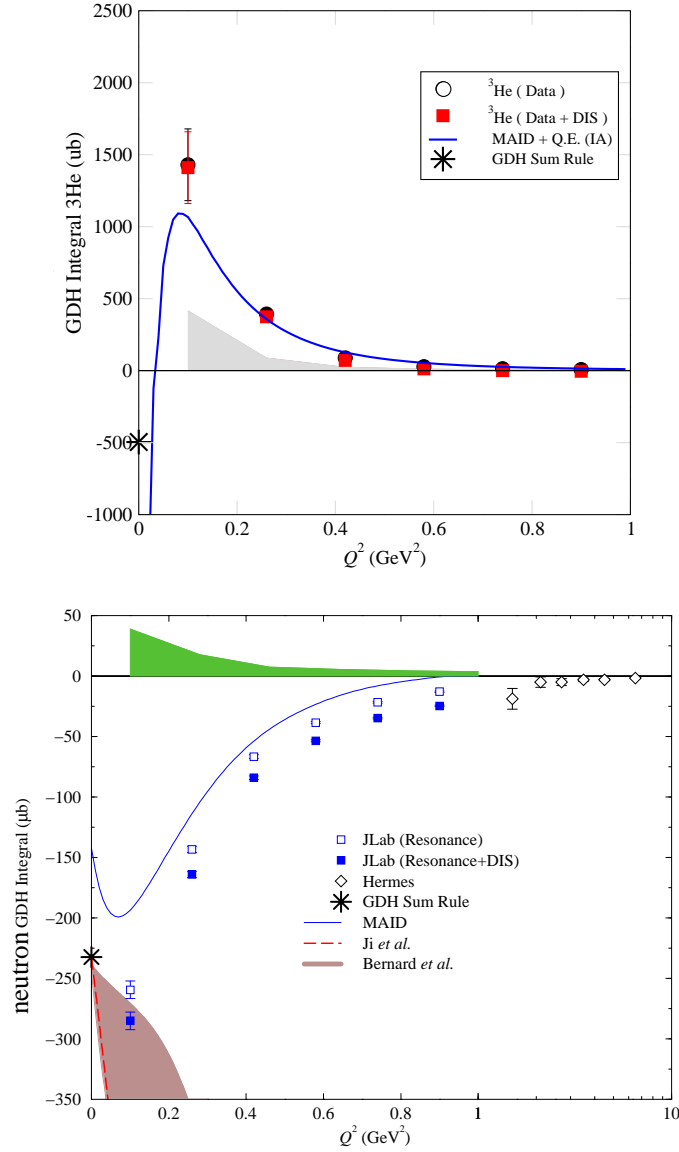 2500
2000
1500
1000
500
0
-500
-1000
GDH Integral 3He (ub)
³He ( Data )
³He ( Data + DIS )
MAID + Q.E. (IA)
GDH Sum Rule
0 0.2 0.4 0.6 0.8 1
Q² (GeV²)
50
0
−50
−100
−150
−200
−250
−300
−350
neutron GDH Integral (μb)
JLab (Resonance)
JLab (Resonance+DIS)
Hermes
GDH Sum Rule
MAID
Ji et al.
Bernard et al.
0 0.2 0.4 0.6 0.8 1 10
Q² (GeV²)